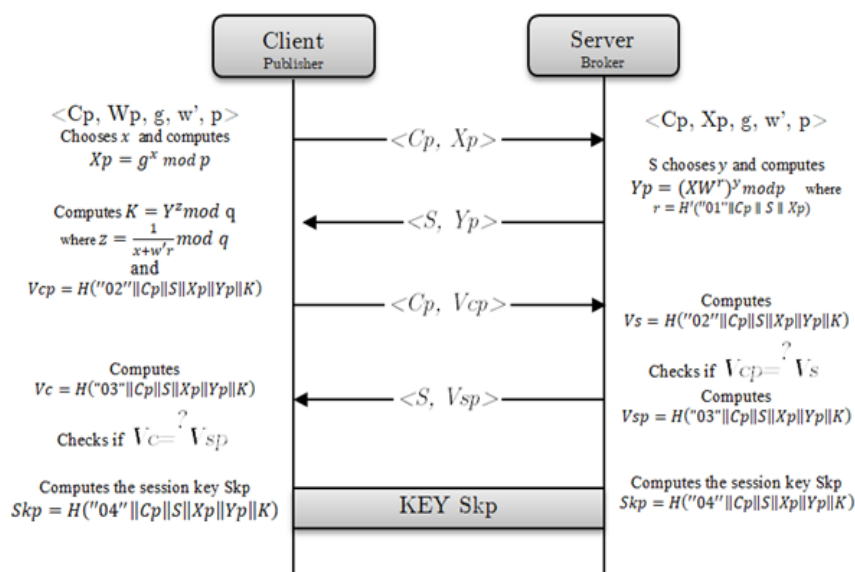 Client
Publisher
Server
Broker
<Cp, Wp, g, w', p>
Chooses x and computes
Xp = g^x mod p
<Cp, Xp>
<Cp, Xp, g, w', p>
S chooses y and computes
Yp = (XW^r)^y modp where
r = H'("01"||Cp || S || Xp)
<S, Yp>
Computes K = Y^z mod q
where z = 1/(x+w'r) mod q
and
Vcp = H("02"||Cp||S||Xp||Yp||K)
<Cp, Vcp>
Computes
Vs = H("02"||Cp||S||Xp||Yp||K)
Checks if Vcp =? Vs
Computes
Vsp = H("03"||Cp||S||Xp||Yp||K)
<S, Vsp>
Computes
Vc = H("03"||Cp||S||Xp||Yp||K)
Checks if Vc =? Vsp
Computes the session key Skp
Skp = H("04"||Cp||S||Xp||Yp||K)
KEY Skp
Computes the session key Skp
Skp = H("04"||Cp||S||Xp||Yp||K)